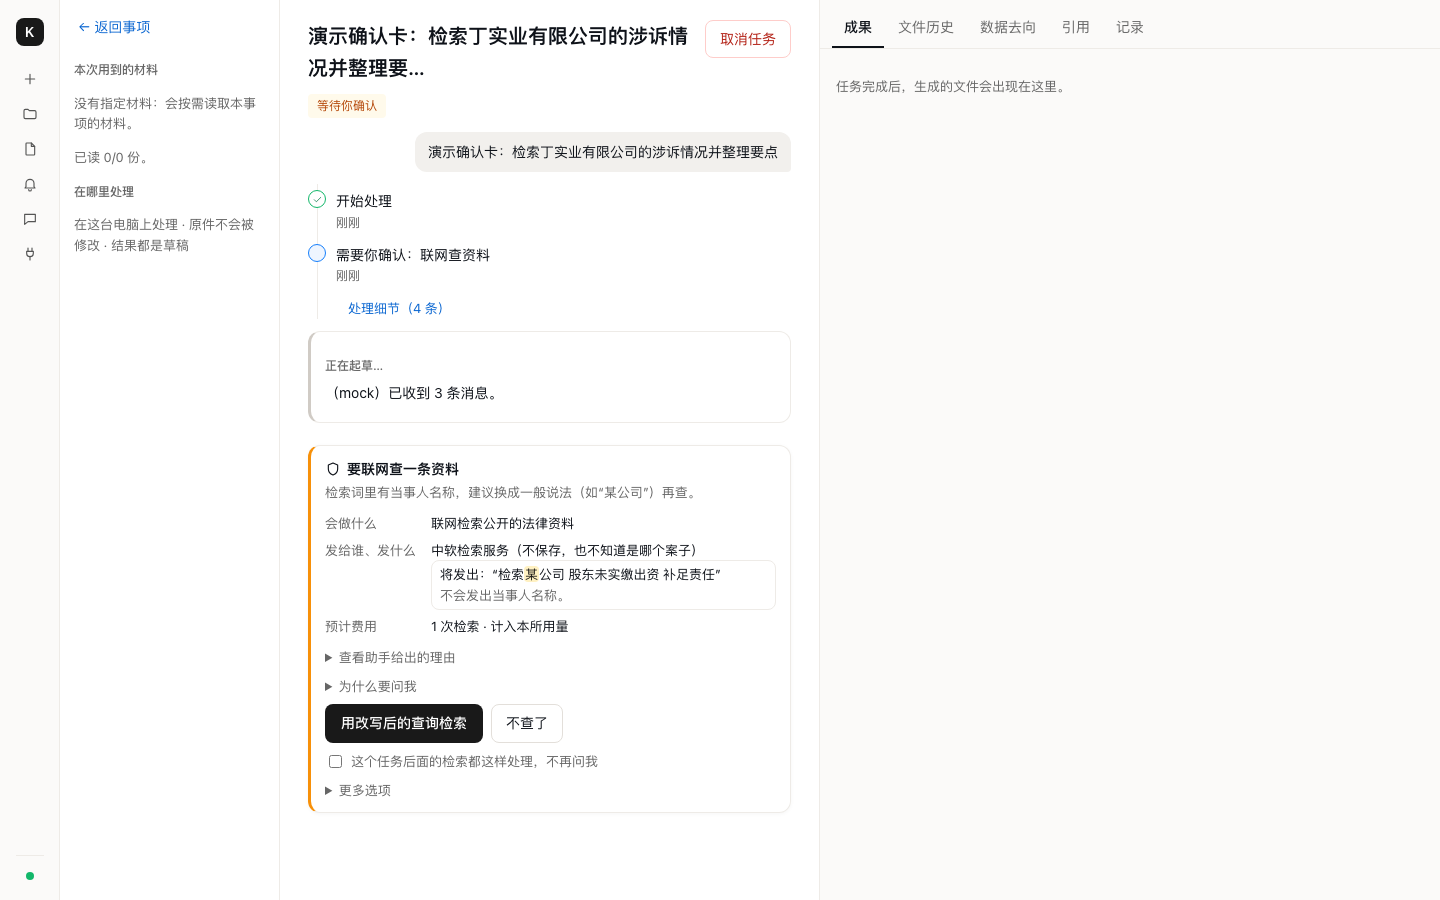 K
← 返回事项
本次用到的材料
没有指定材料：会按需读取本事
项的材料。
已读 0/0 份。
在哪里处理
在这台电脑上处理 · 原件不会被
修改 · 结果都是草稿
演示确认卡：检索丁实业有限公司的涉诉情
况并整理要...
取消任务
等待你确认
演示确认卡：检索丁实业有限公司的涉诉情况并整理要点
开始处理
刚刚
需要你确认：联网查资料
刚刚
处理细节（4 条）
正在起草...
（mock）已收到 3 条消息。
要联网查一条资料
检索词里有当事人名称，建议换成一般说法（如“某公司”）再查。
会做什么 联网检索公开的法律资料
发给谁、发什么 中软检索服务（不保存，也不知道是哪个案子）
将发出：“检索某公司 股东未实缴出资 补足责任”
不会发出当事人名称。
预计费用 1 次检索 · 计入本所用量
▶ 查看助手给出的理由
▶ 为什么要问我
用改写后的查询检索 不查了
这个任务后面的检索都这样处理，不再问我
▶ 更多选项
成果 文件历史 数据去向 引用 记录
任务完成后，生成的文件会出现在这里。